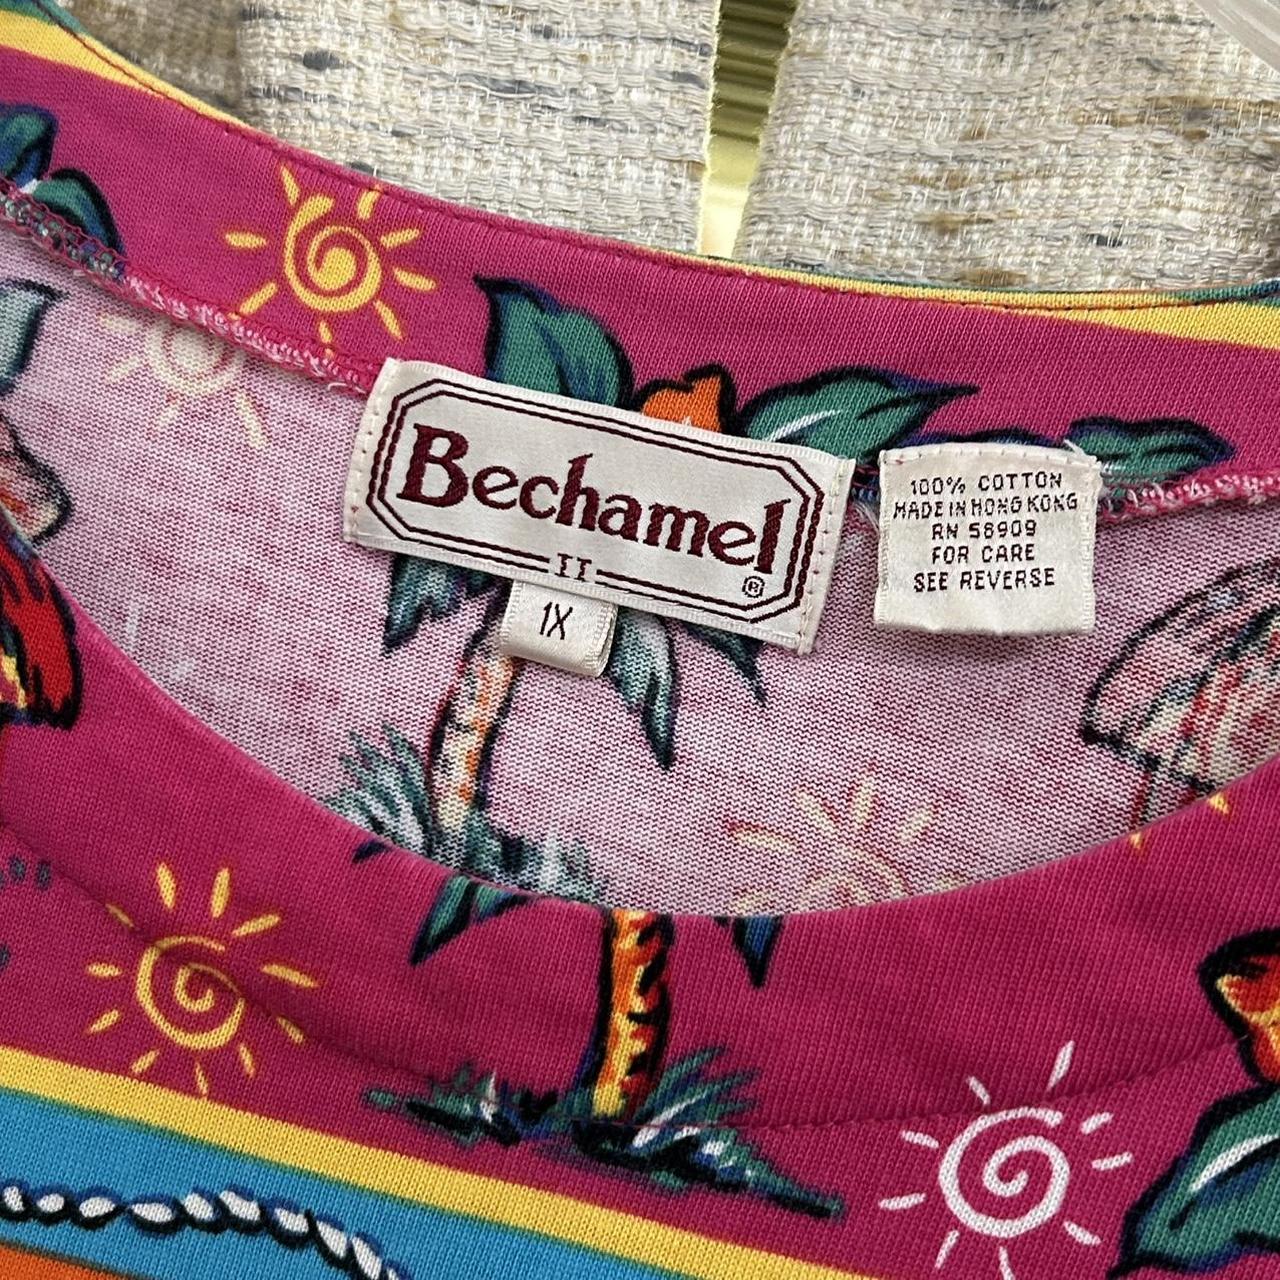 Bechamel
II
®
1X
100% COTTON
MADE IN HONG KONG
RN 58909
FOR CARE
SEE REVERSE